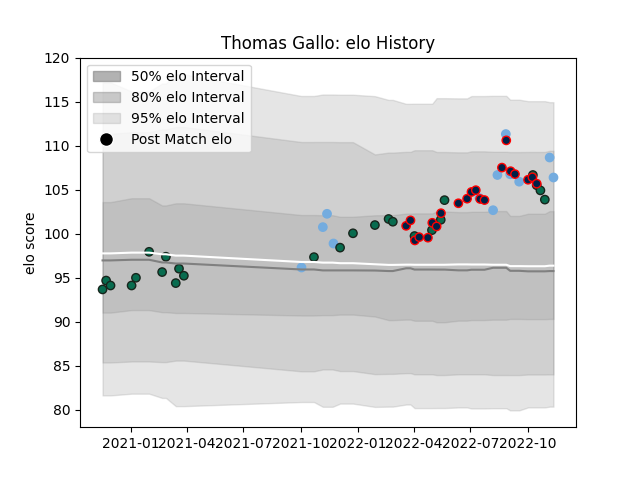 Thomas Gallo: elo History
120
115
110
105
100
95
90
85
80
elo score
50% elo Interval
80% elo Interval
95% elo Interval
Post Match elo
2021-01 2021-04 2021-07 2021-10 2022-01 2022-04 2022-07 2022-10